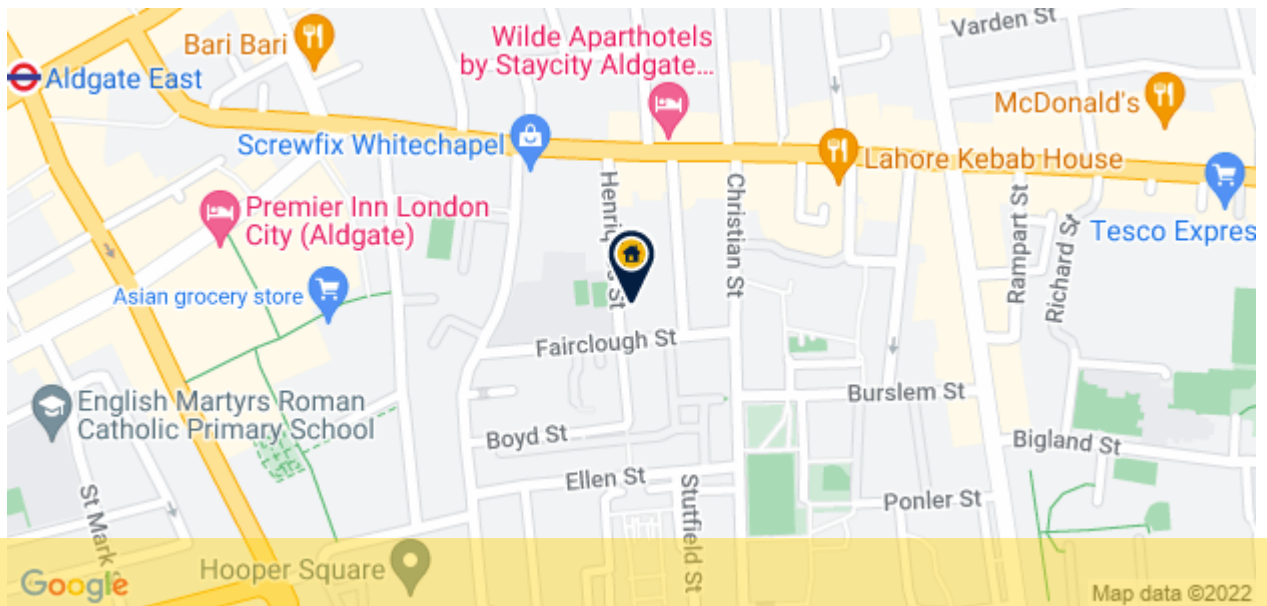 Varden St
Bari Bari
Wilde Aparthotels
by Staycity Aldgate...
Aldgate East
McDonald's
Screwfix Whitechapel
Lahore Kebab House
Premier Inn London
City (Aldgate)
Christian St
Rampart St
Richard St
Tesco Expres
Asian grocery store
Fairclough St
English Martyrs Roman
Catholic Primary School
Burslem St
Boyd St
Bigland St
Ellen St
Stutfield St
Ponler St
St Mark
Hooper Square
Google
Map data ©2022